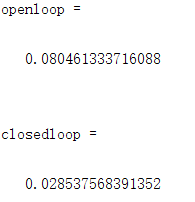 openloop =
0.080461333716088
closedloop =
0.028537568391352